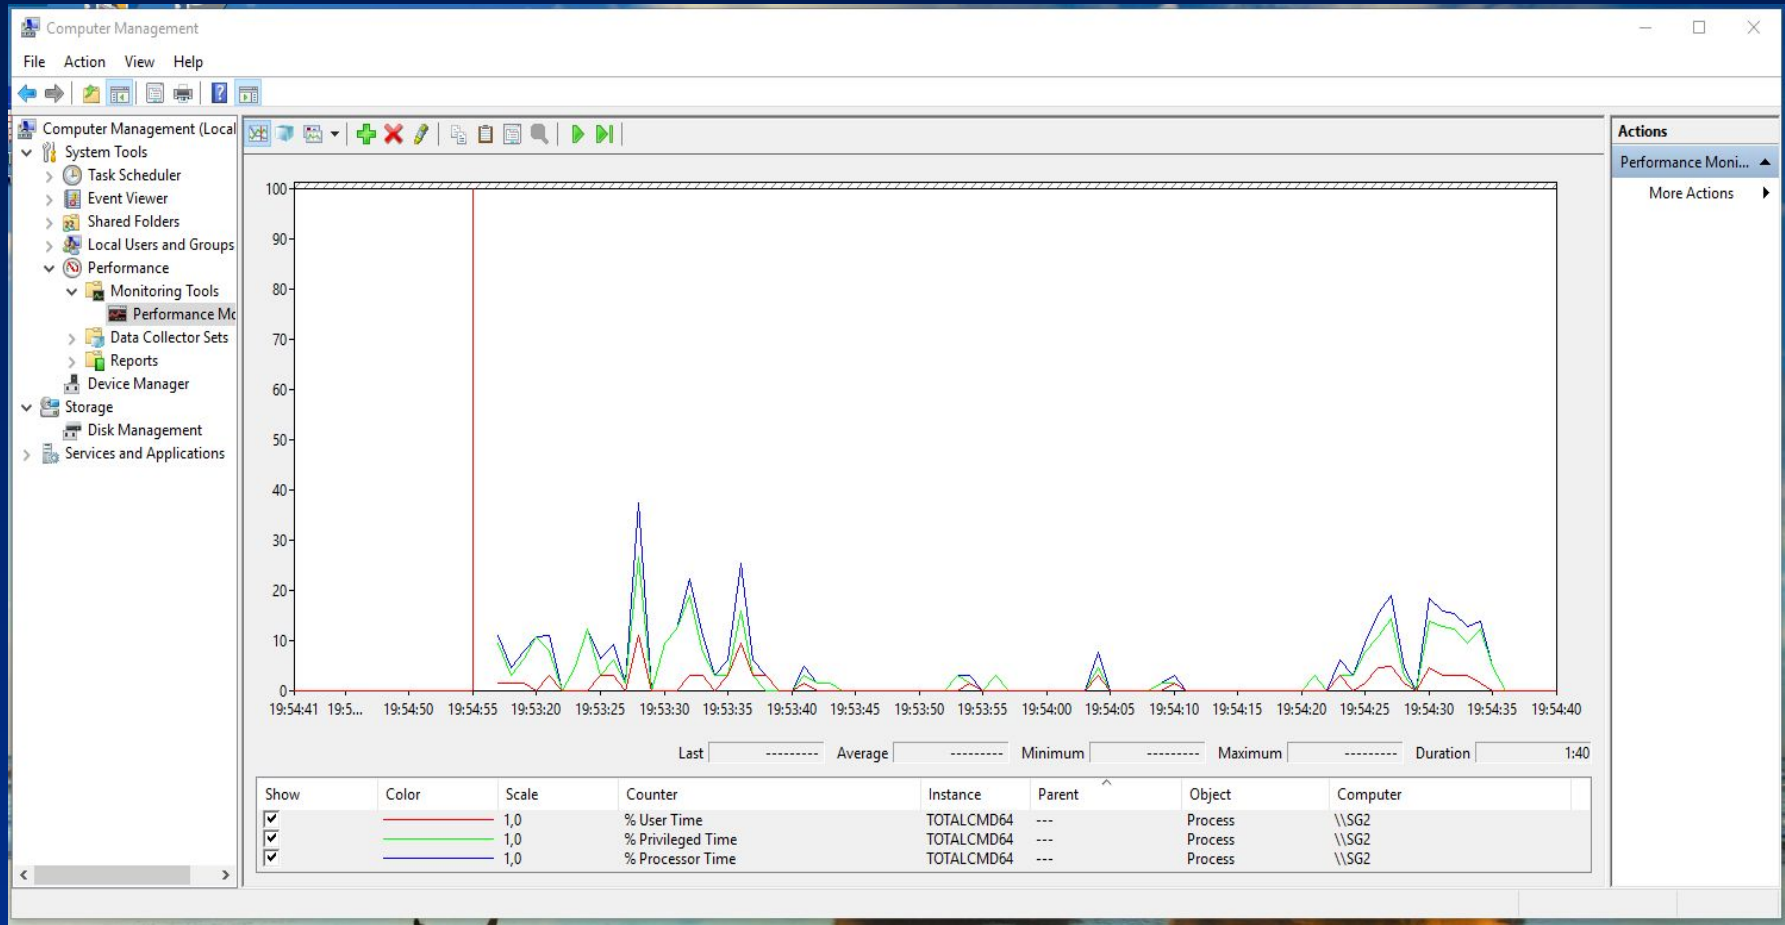 Computer Management
File Action View Help
Computer Management (Local
System Tools
Task Scheduler
Event Viewer
Shared Folders
Local Users and Groups
Performance
Monitoring Tools
Performance Mo
Data Collector Sets
Reports
Device Manager
Storage
Disk Management
Services and Applications
100
90
80
70
60
50
40
30
20
10
0
19:54:41 19:5... 19:54:50 19:54:55 19:53:20 19:53:25 19:53:30 19:53:35 19:53:40 19:53:45 19:53:50 19:53:55 19:54:00 19:54:05 19:54:10 19:54:15 19:54:20 19:54:25 19:54:30 19:54:35 19:54:40
Last --------- Average --------- Minimum --------- Maximum --------- Duration 1:40
Show Color Scale Counter Instance Parent Object Computer
1,0 % User Time TOTALCMD64 --- Process \\SG2
1,0 % Privileged Time TOTALCMD64 --- Process \\SG2
1,0 % Processor Time TOTALCMD64 --- Process \\SG2
Actions
Performance Moni...
More Actions